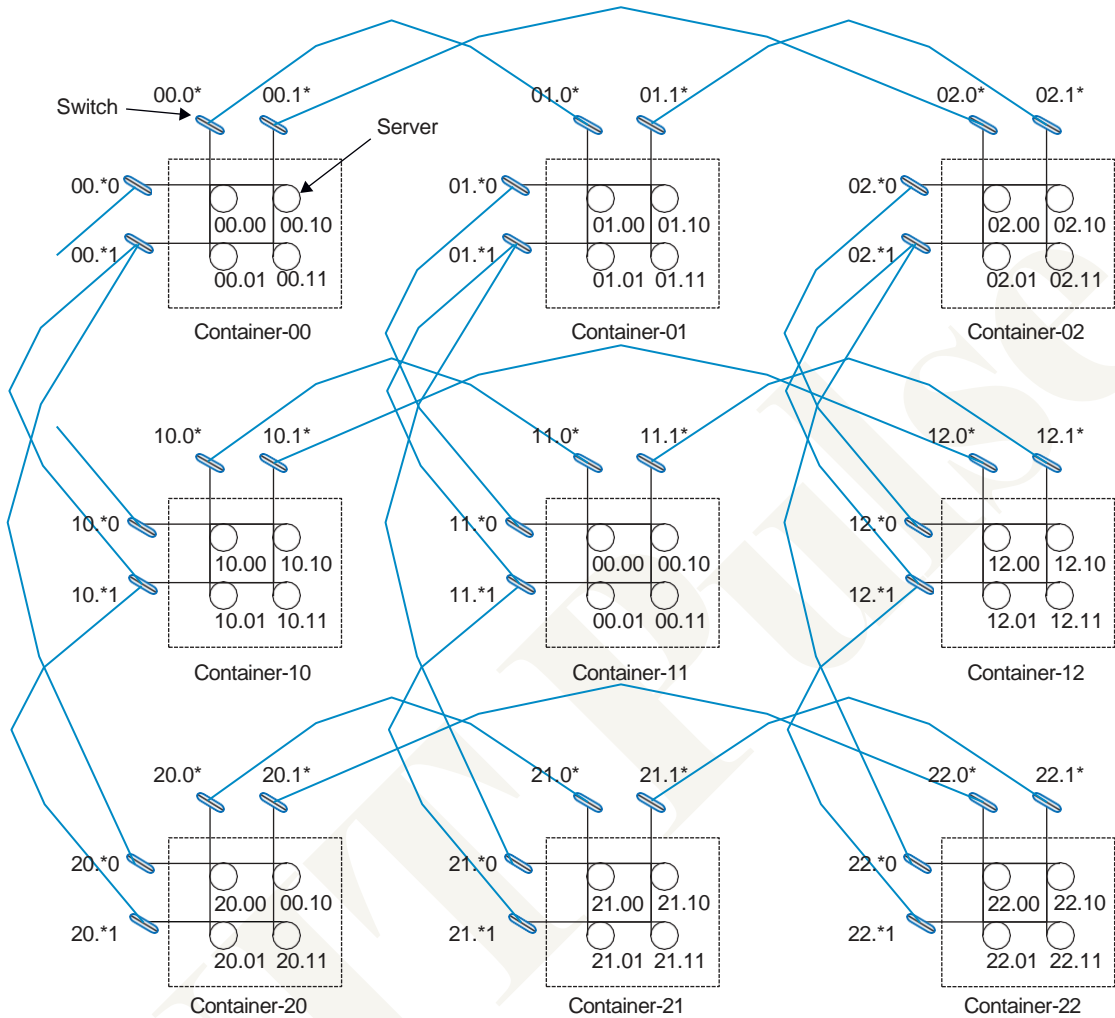 00.0* 00.1* 01.0* 01.1* 02.0* 02.1*
Switch
Server
00.*0 01.*0 02.*0
00.00 00.10 01.00 01.10 02.00 02.10
00.*1 01.*1 02.*1
00.01 00.11 01.01 01.11 02.01 02.11
Container-00 Container-01 Container-02
10.0* 10.1* 11.0* 11.1* 12.0* 12.1*
10.*0 11.*0 12.*0
10.00 10.10 00.00 00.10 12.00 12.10
10.*1 11.*1 12.*1
10.01 10.11 00.01 00.11 12.01 12.11
Container-10 Container-11 Container-12
20.0* 20.1* 21.0* 21.1* 22.0* 22.1*
20.*0 21.*0 22.*0
20.00 00.10 21.00 21.10 22.00 22.10
20.*1 21.*1 22.*1
20.01 20.11 21.01 21.11 22.01 22.11
Container-20 Container-21 Container-22